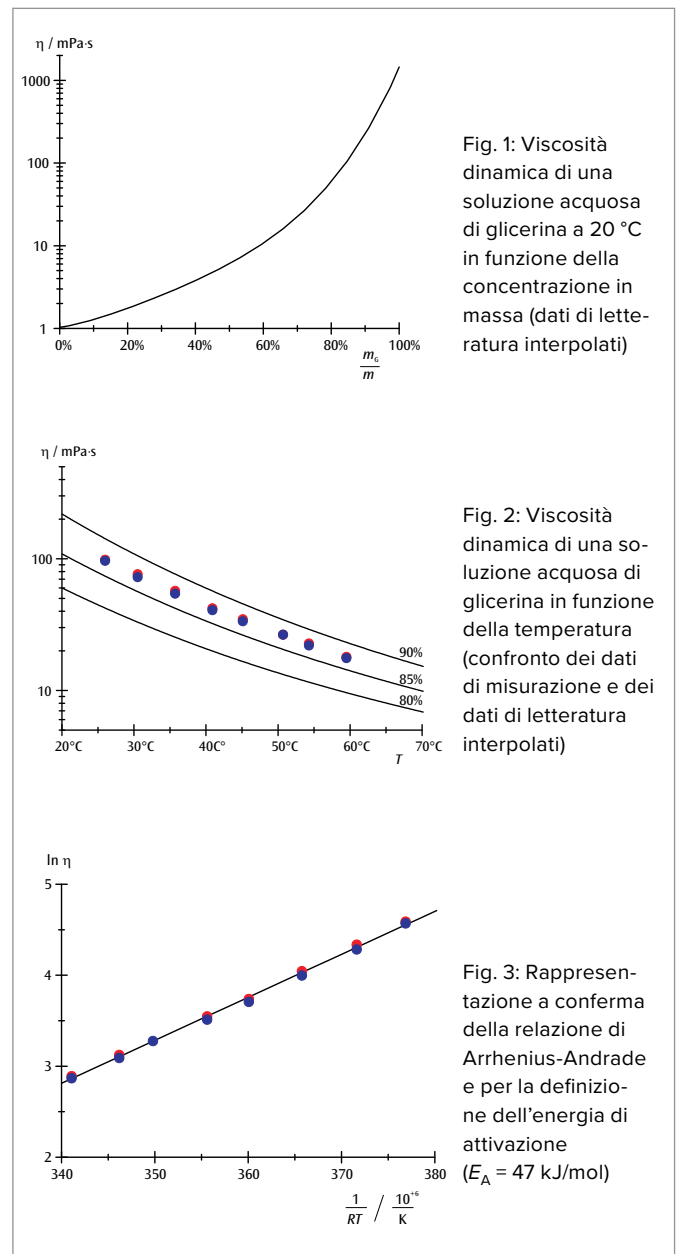 η / mPa·s
1000
100
10
1
0%
20%
40%
60%
80%
100%
m_G
m
Fig. 1: Viscosità
dinamica di una
soluzione acquosa
di glicerina a 20 °C
in funzione della
concentrazione in
massa (dati di lette-
ratura interpolati)
η / mPa·s
100
10
90%
85%
80%
20°C
30°C
40C°
50°C
60°C
70°C
T
Fig. 2: Viscosità
dinamica di una so-
luzione acquosa di
glicerina in funzione
della temperatura
(confronto dei dati
di misurazione e dei
dati di letteratura
interpolati)
ln η
5
4
3
2
340
350
360
370
380
1
RT
/
10⁺⁶
K
Fig. 3: Rappresen-
tazione a conferma
della relazione di
Arrhenius-Andrade
e per la definizio-
ne dell'energia di
attivazione
(E_A = 47 kJ/mol)